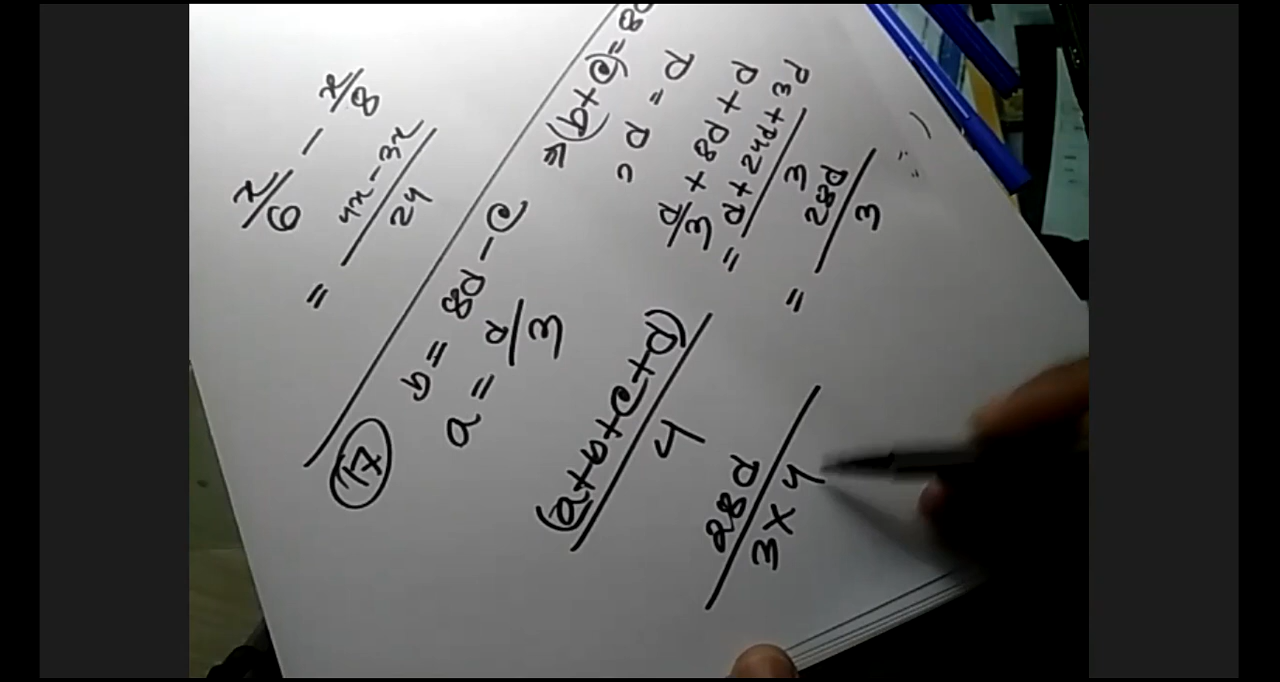 x/6 - x/8
= (4x - 3x)/24
(17) b = 8d - c ⇒ (b+c) = 8d
a = d/3
d = d
(a+b+c+d)/4
d/3 + 8d + d
= (d + 24d + 3d)/3
= 28d/3
28d/(3×4)